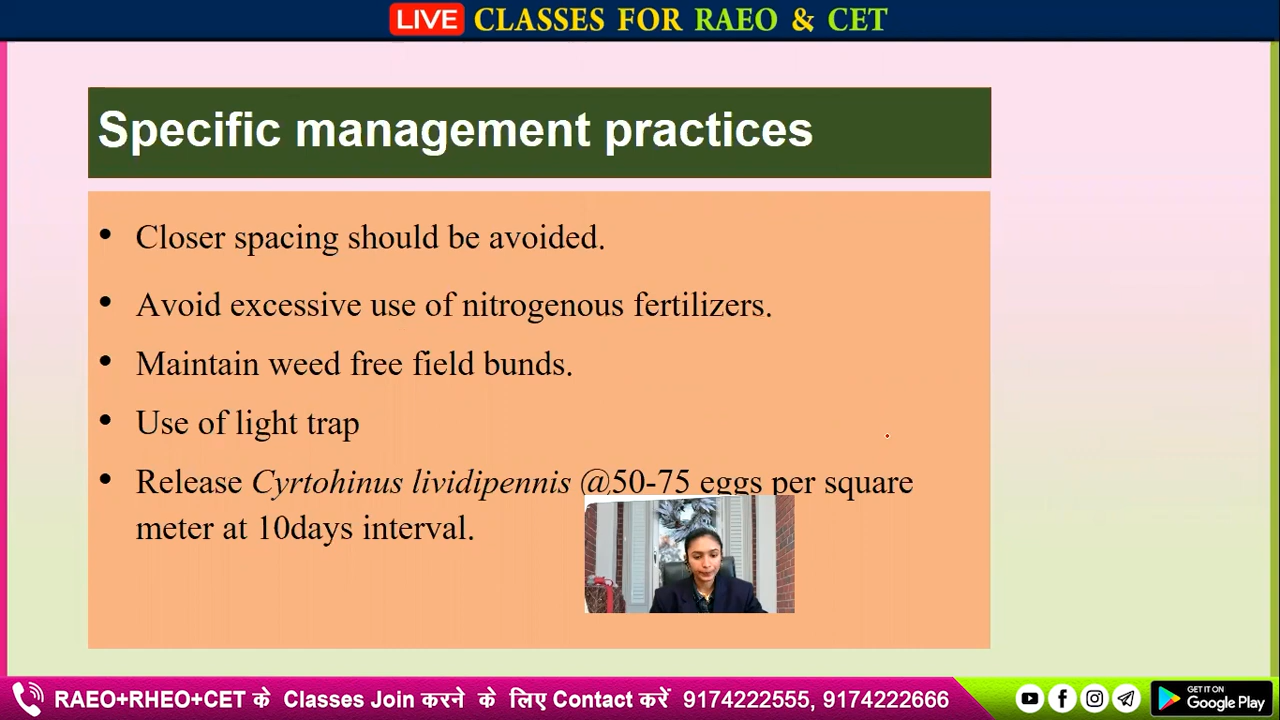 LIVE CLASSES FOR RAEO & CET
Specific management practices
• Closer spacing should be avoided.
• Avoid excessive use of nitrogenous fertilizers.
• Maintain weed free field bunds.
• Use of light trap
• Release Cyrtohinus lividipennis @50-75 eggs per square
meter at 10days interval.
RAEO+RHEO+CET के Classes Join करने के लिए Contact करें 9174222555, 9174222666
GET IT ON
Google Play